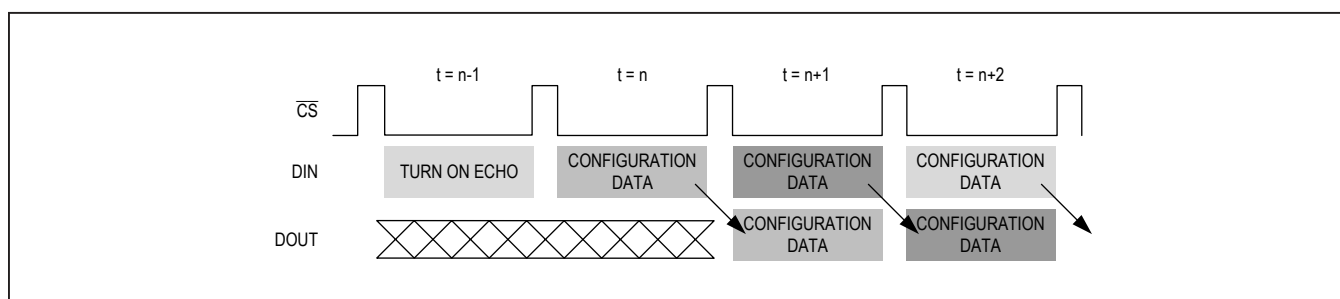 t = n-1 t = n t = n+1 t = n+2
CS
DIN TURN ON ECHO CONFIGURATION DATA CONFIGURATION DATA CONFIGURATION DATA
DOUT CONFIGURATION DATA CONFIGURATION DATA